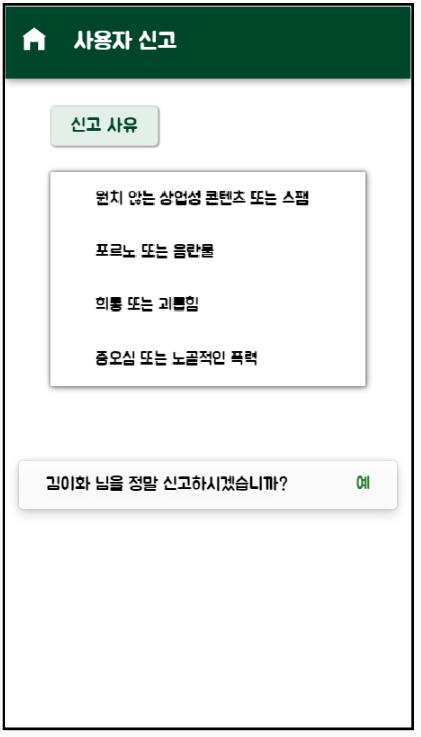 사용자 신고
신고 사유
원치 않는 상업성 콘텐츠 또는 스팸
포르노 또는 음란물
희롱 또는 괴롭힘
증오심 또는 노골적인 폭력
김이화 님을 정말 신고하시겠습니까? 예